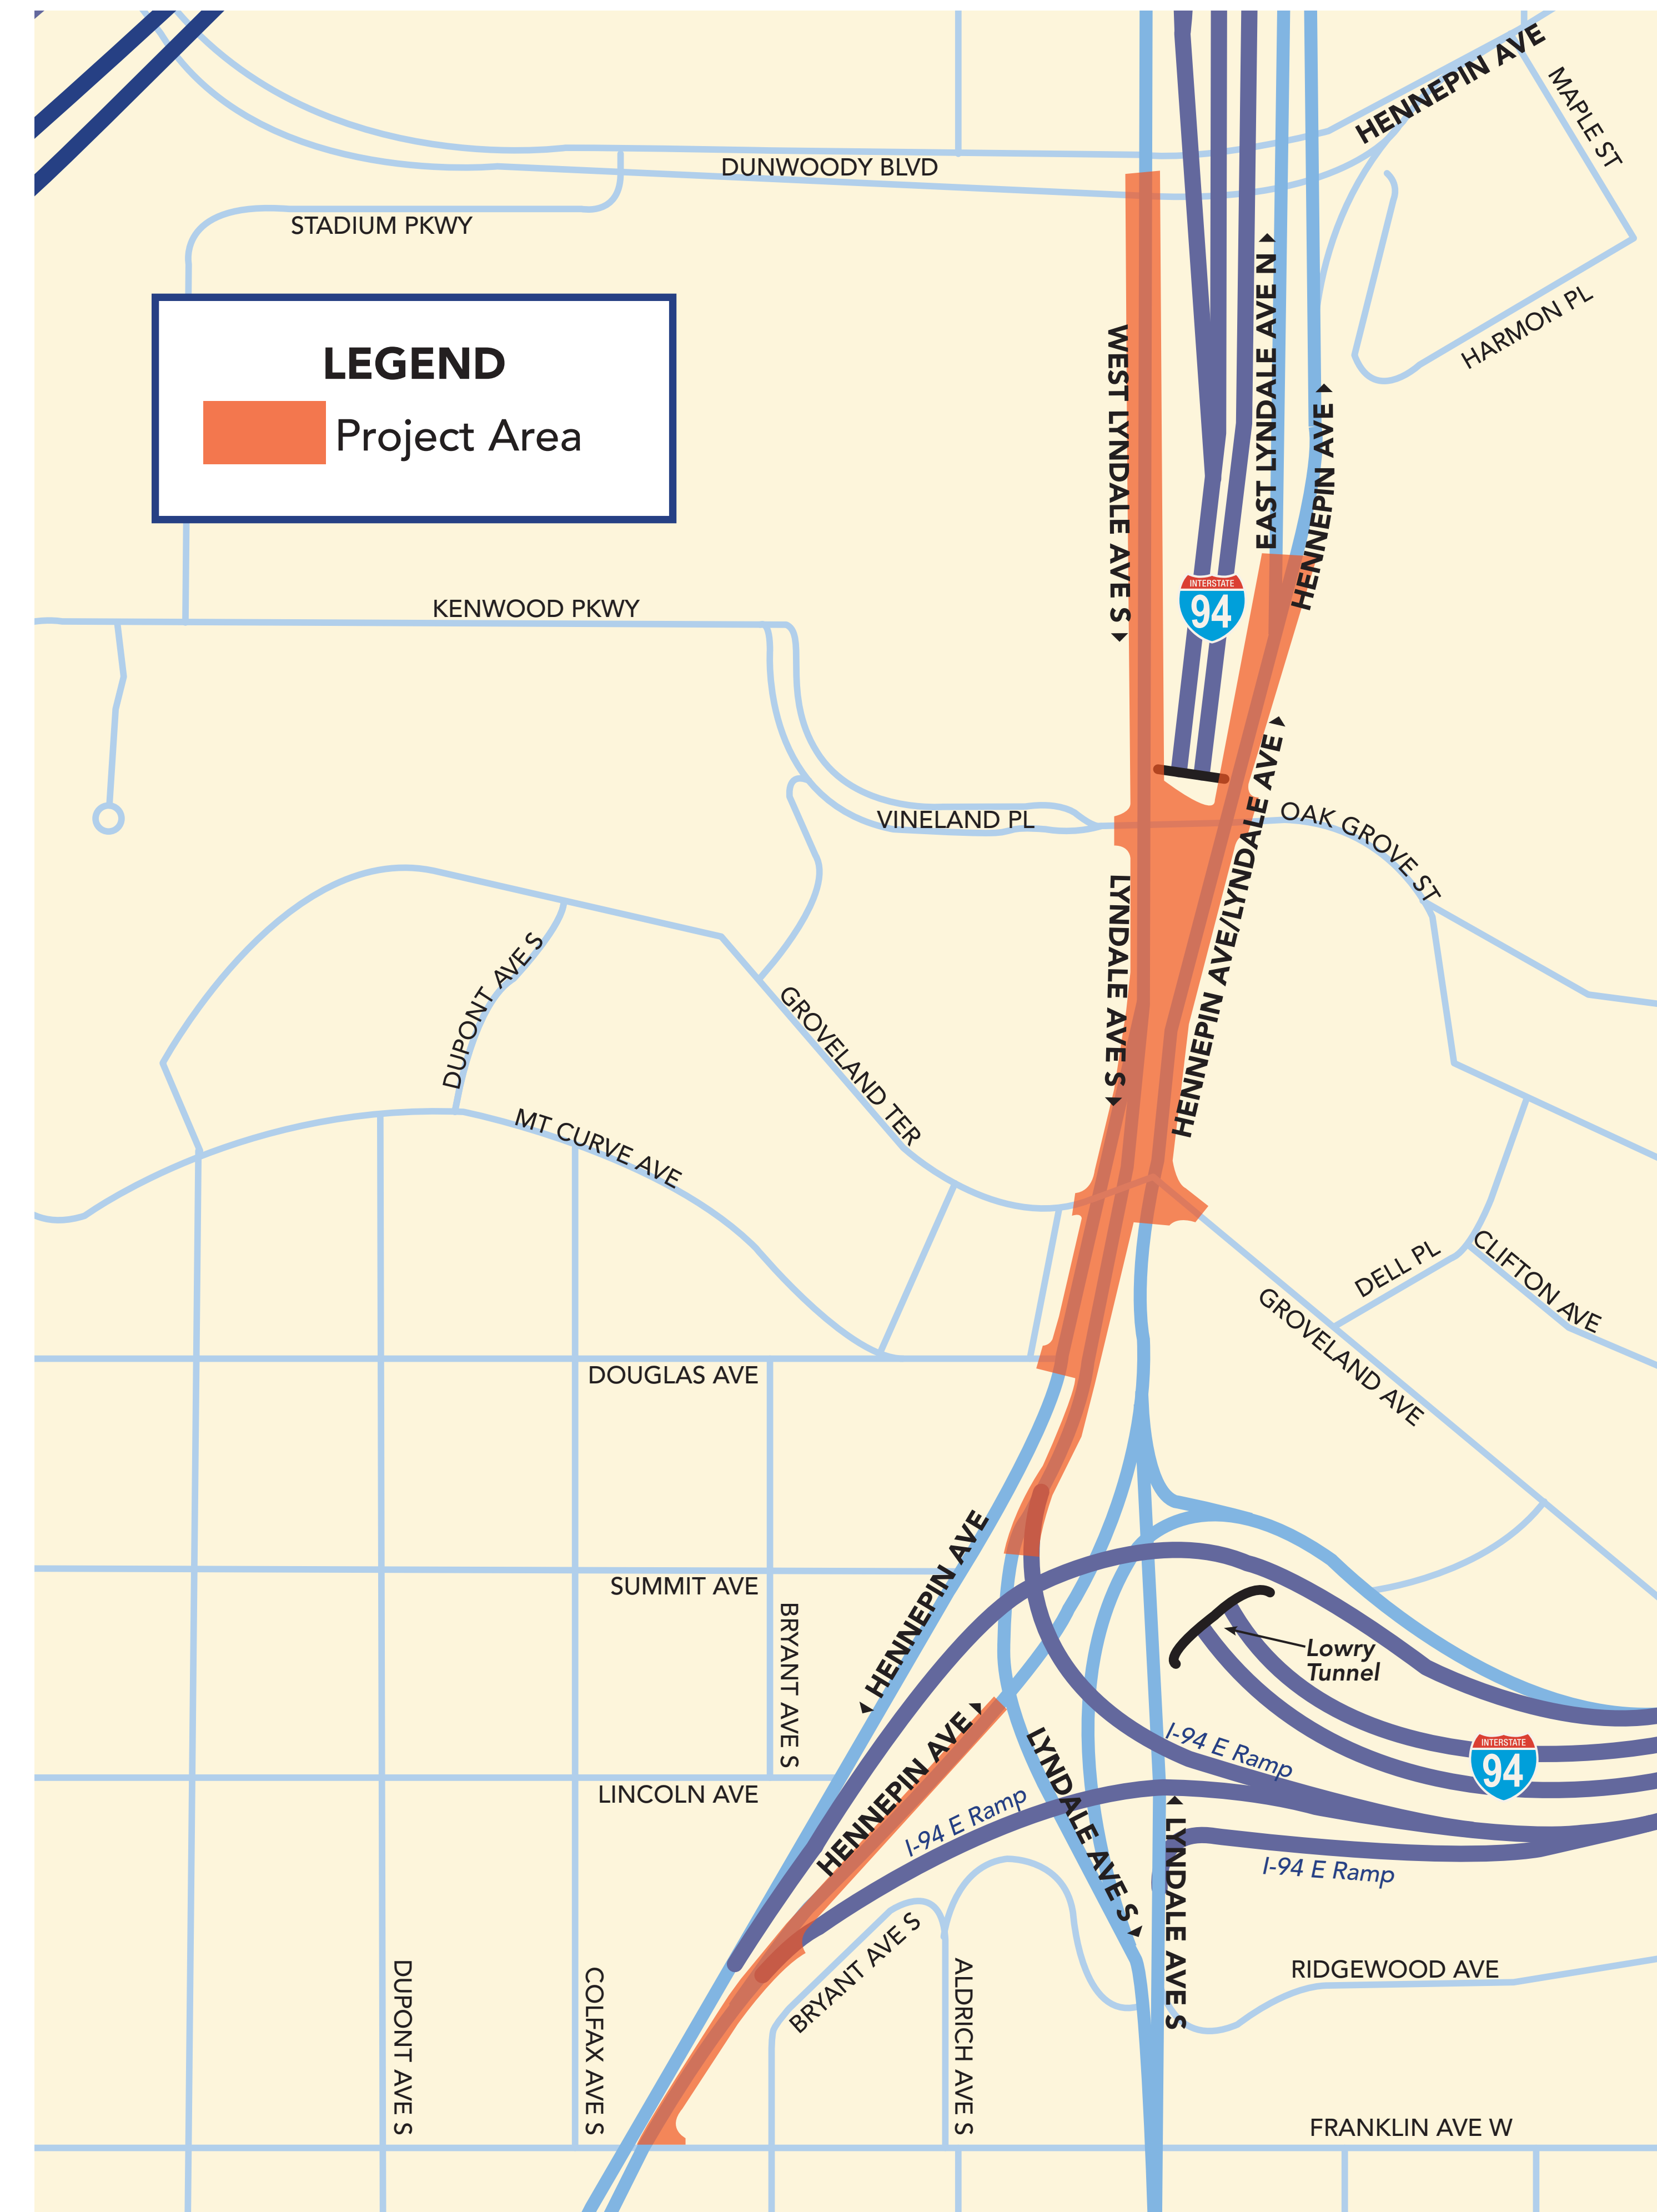 HENNEPIN AVE
MAPLE ST
DUNWOODY BLVD
STADIUM PKWY
HARMON PL
LEGEND
Project Area
WEST LYNDALE AVE S
EAST LYNDALE AVE N
HENNEPIN AVE
INTERSTATE
94
KENWOOD PKWY
VINELAND PL
OAK GROVE ST
LYNDALE AVE S
HENNEPIN AVE/LYNDALE AVE
DUPONT AVE S
GROVELAND TER
MT CURVE AVE
DELL PL
CLIFTON AVE
GROVELAND AVE
DOUGLAS AVE
HENNEPIN AVE
SUMMIT AVE
BRYANT AVE S
Lowry
Tunnel
HENNEPIN AVE
LYNDALE AVE S
I-94 E Ramp
INTERSTATE
94
LINCOLN AVE
I-94 E Ramp
LYNDALE AVE S
I-94 E Ramp
BRYANT AVE S
RIDGEWOOD AVE
DUPONT AVE S
COLFAX AVE S
ALDRICH AVE S
FRANKLIN AVE W